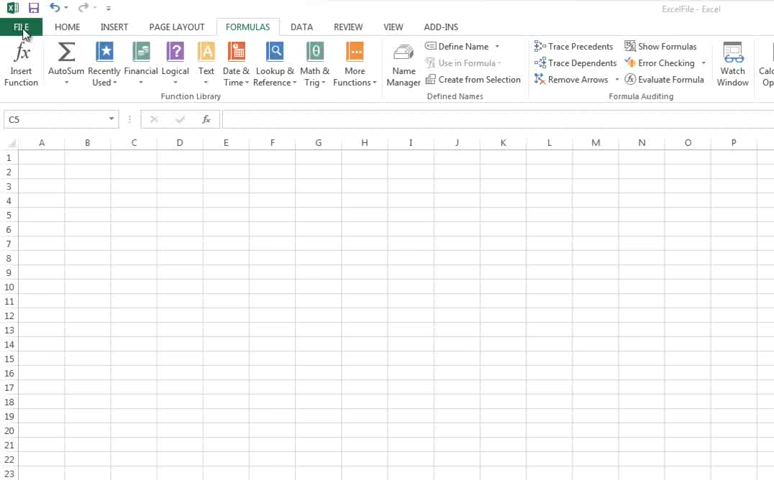 ExcelFile - Excel
FILE HOME INSERT PAGE LAYOUT FORMULAS DATA REVIEW VIEW ADD-INS
fx Insert Function
Σ AutoSum
Recently Used
Financial
Logical
Text
Date & Time
Lookup & Reference
Math & Trig
More Functions
Function Library
Name Manager
Define Name
Use in Formula
Create from Selection
Defined Names
Trace Precedents
Trace Dependents
Remove Arrows
Show Formulas
Error Checking
Evaluate Formula
Formula Auditing
Watch Window
C5 fx
A B C D E F G H I J K L M N O P
1
2
3
4
5
6
7
8
9
10
11
12
13
14
15
16
17
18
19
20
21
22
23